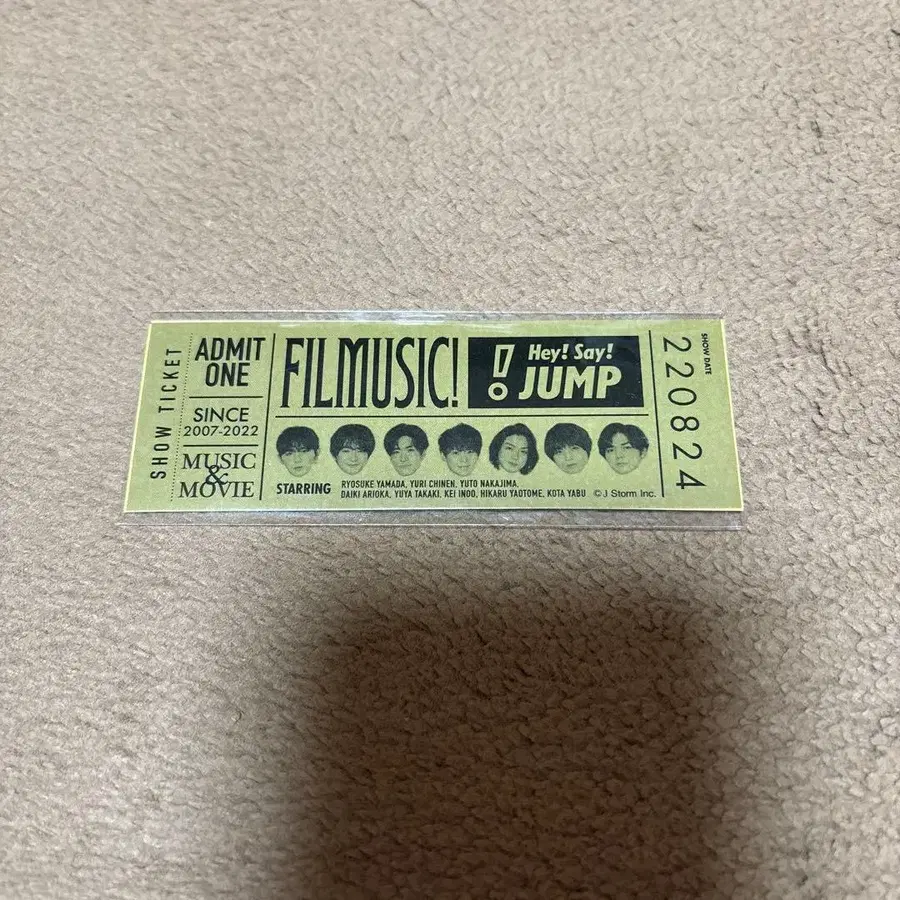 SHOW TICKET
ADMIT
ONE
SINCE
2007-2022
MUSIC
&
MOVIE
FILMUSIC!
Hey! Say!
JUMP
STARRING
RYOSUKE YAMADA, YURI CHINEN, YUTO NAKAJIMA,
DAIKI ARIOKA, YUYA TAKAKI. KEI INOO, HIKARU YAOTOME, KOTA YABU
©J Storm Inc.
SHOW DATE
220824